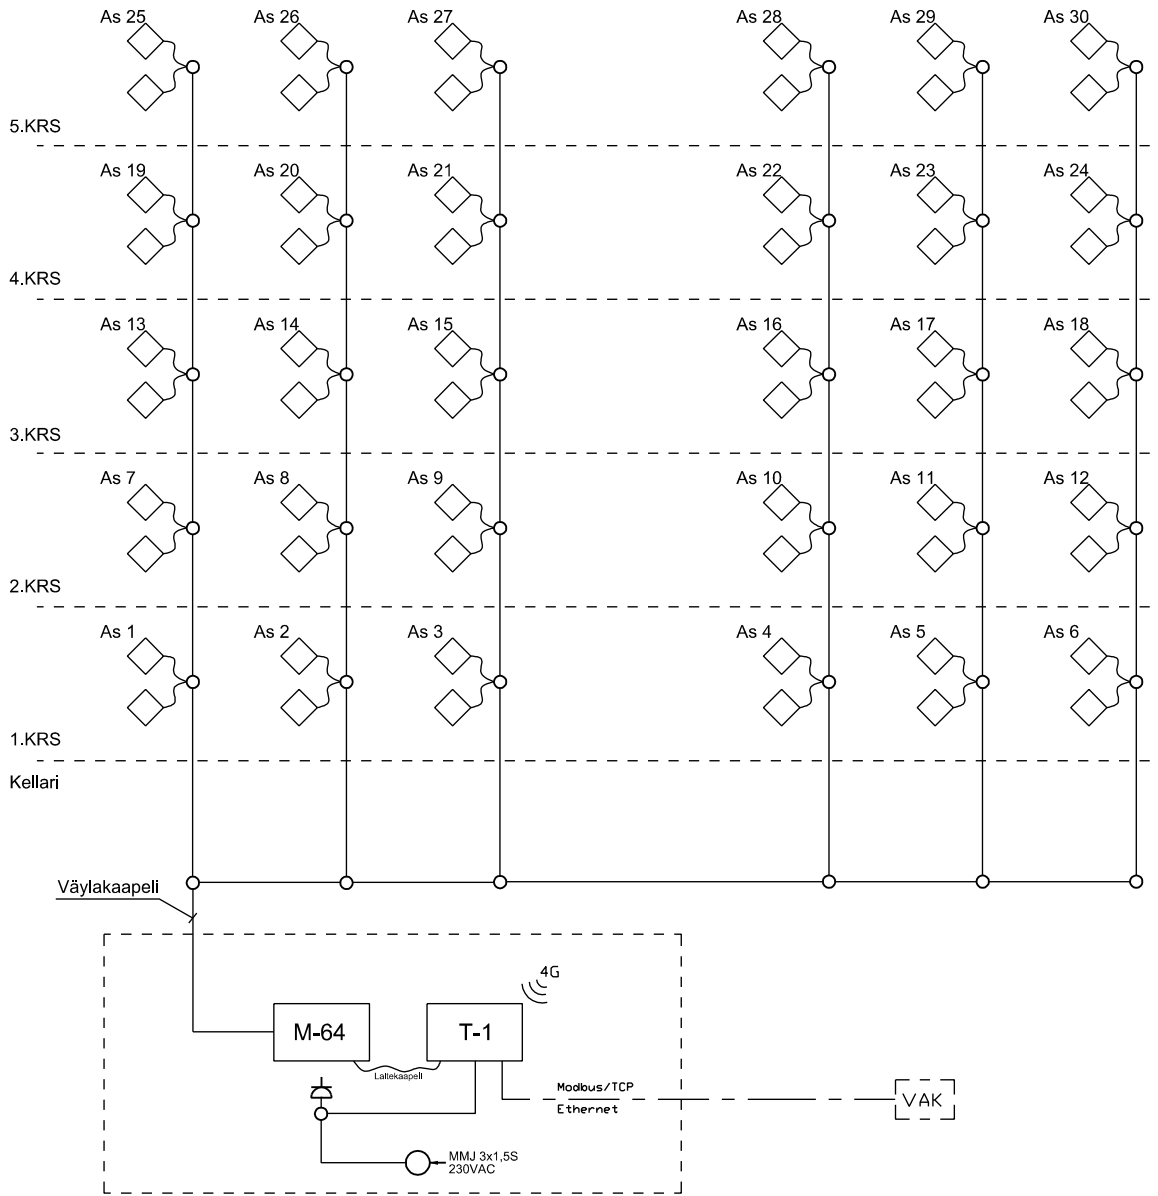 As 25
As 26
As 27
As 28
As 29
As 30
5.KRS
As 19
As 20
As 21
As 22
As 23
As 24
4.KRS
As 13
As 14
As 15
As 16
As 17
As 18
3.KRS
As 7
As 8
As 9
As 10
As 11
As 12
2.KRS
As 1
As 2
As 3
As 4
As 5
As 6
1.KRS
Kellari
Väylakaapeli
4G
M-64
T-1
Laitekaapeli
Modbus/TCP
Ethernet
VAK
MMJ 3x1,5S
230VAC